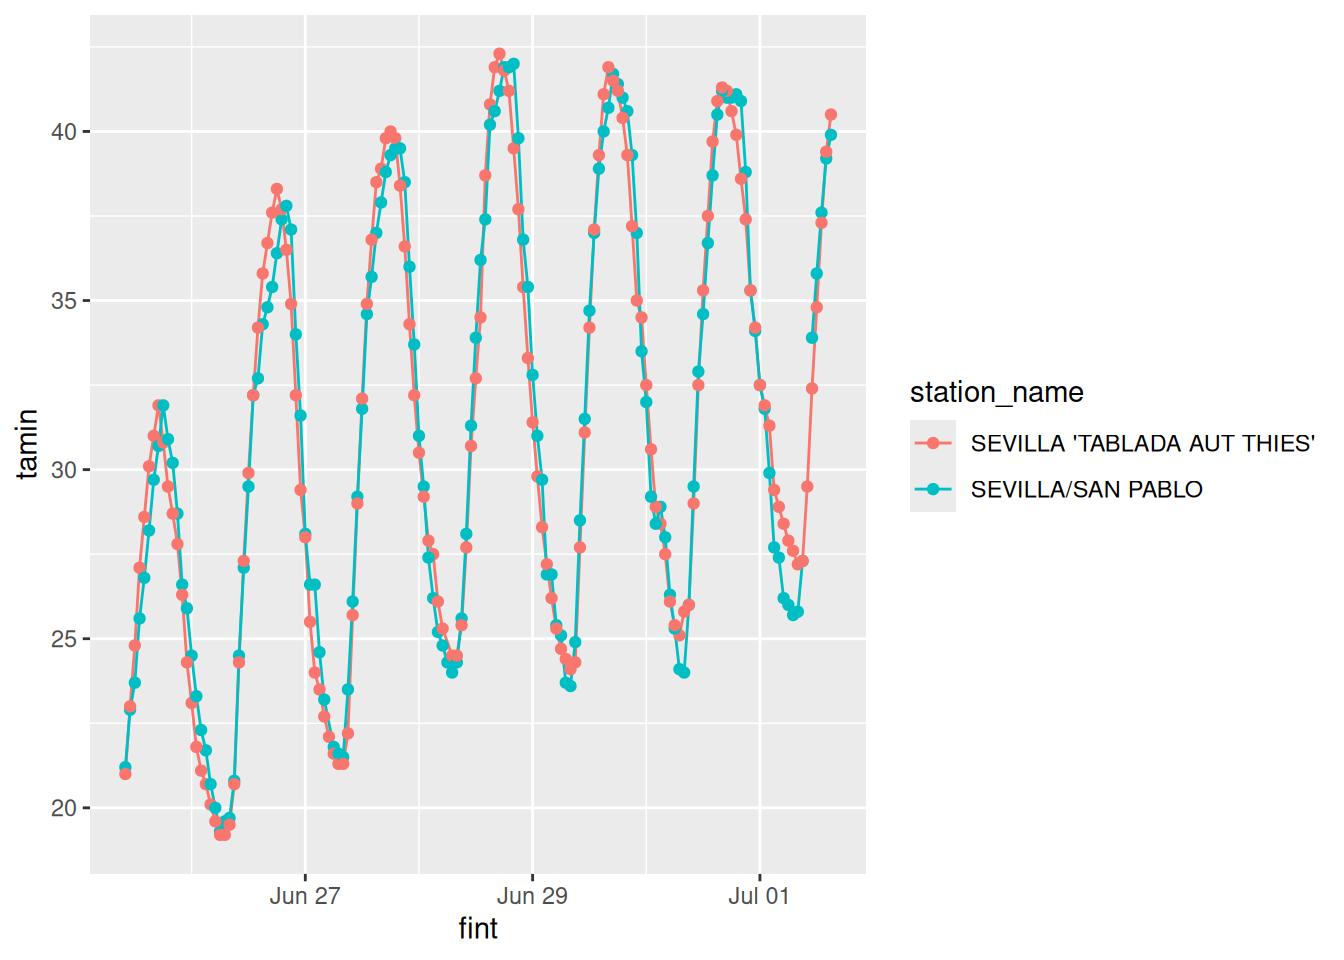 40
35
30
25
20
tamin
Jun 27
Jun 29
Jul 01
fint
station_name
SEVILLA 'TABLADA AUT THIES'
SEVILLA/SAN PABLO